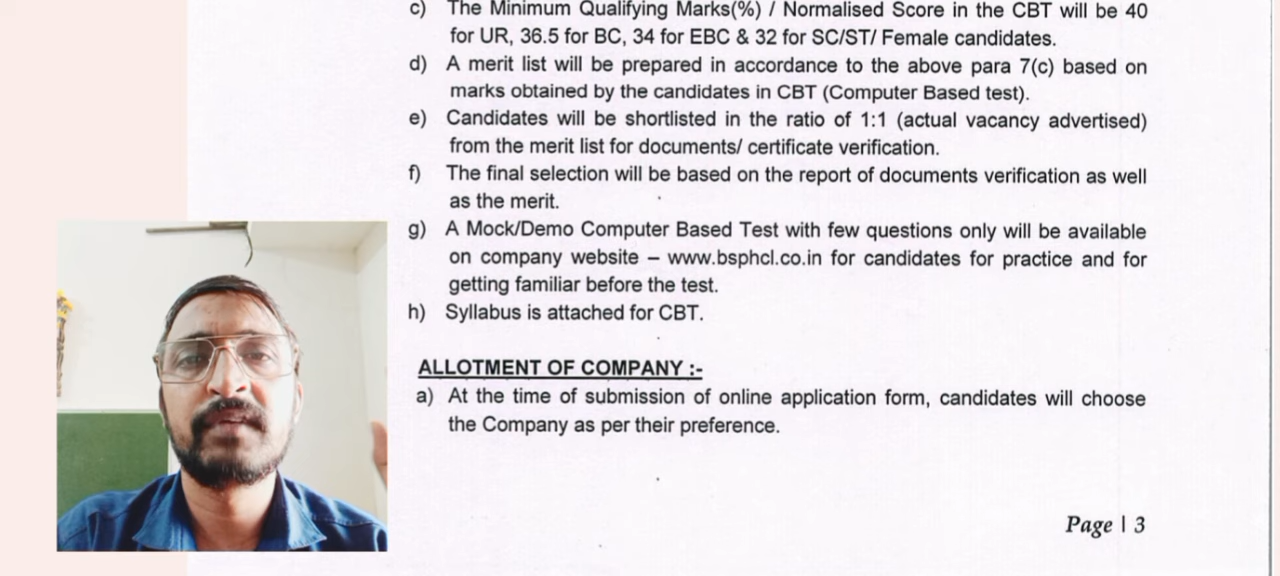 c) The Minimum Qualifying Marks(%) / Normalised Score in the CBT will be 40
for UR, 36.5 for BC, 34 for EBC & 32 for SC/ST/ Female candidates.
d) A merit list will be prepared in accordance to the above para 7(c) based on
marks obtained by the candidates in CBT (Computer Based test).
e) Candidates will be shortlisted in the ratio of 1:1 (actual vacancy advertised)
from the merit list for documents/ certificate verification.
f) The final selection will be based on the report of documents verification as well
as the merit.
g) A Mock/Demo Computer Based Test with few questions only will be available
on company website – www.bsphcl.co.in for candidates for practice and for
getting familiar before the test.
h) Syllabus is attached for CBT.
ALLOTMENT OF COMPANY :-
a) At the time of submission of online application form, candidates will choose
the Company as per their preference.
Page | 3